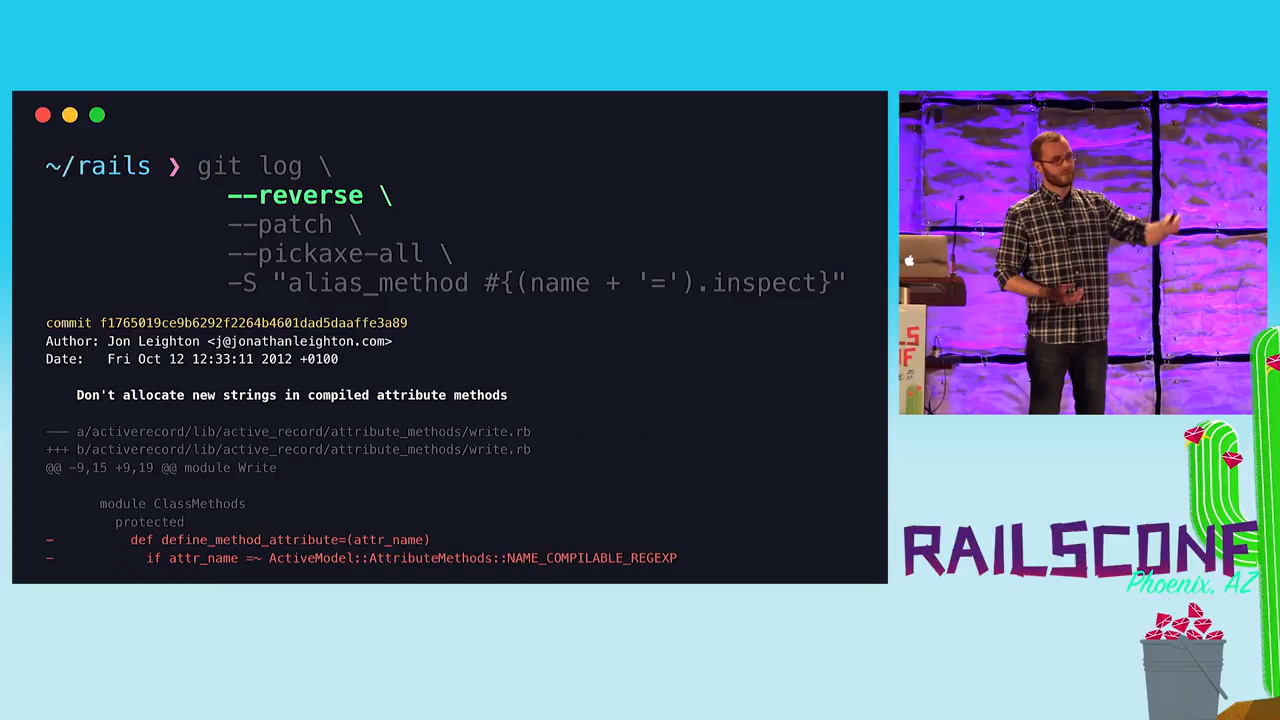 ~/rails ❯ git log \
--reverse \
--patch \
--pickaxe-all \
-S "alias_method #{(name + '=').inspect}"
commit f1765019ce9b6292f2264b4601dad5daaffe3a89
Author: Jon Leighton <j@jonathanleighton.com>
Date:   Fri Oct 12 12:33:11 2012 +0100
Don't allocate new strings in compiled attribute methods
--- a/activerecord/lib/active_record/attribute_methods/write.rb
+++ b/activerecord/lib/active_record/attribute_methods/write.rb
@@ -9,15 +9,19 @@ module Write
module ClassMethods
protected
- def define_method_attribute=(attr_name)
- if attr_name =~ ActiveModel::AttributeMethods::NAME_COMPILABLE_REGEXP
RAILSCONF
Phoenix, AZ